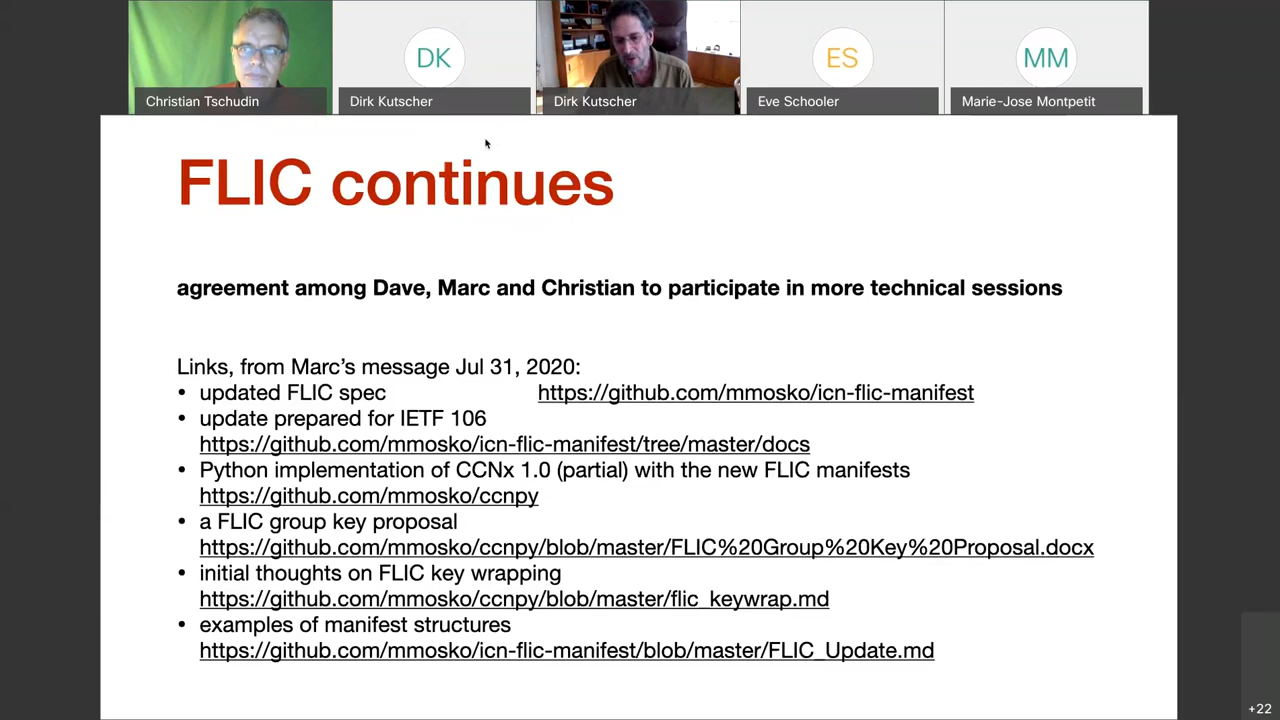 DK
ES
MM
Christian Tschudin
Dirk Kutscher
Dirk Kutscher
Eve Schooler
Marie-Jose Montpetit
FLIC continues
agreement among Dave, Marc and Christian to participate in more technical sessions
Links, from Marc's message Jul 31, 2020:
• updated FLIC spec https://github.com/mmosko/icn-flic-manifest
• update prepared for IETF 106
https://github.com/mmosko/icn-flic-manifest/tree/master/docs
• Python implementation of CCNx 1.0 (partial) with the new FLIC manifests
https://github.com/mmosko/ccnpy
• a FLIC group key proposal
https://github.com/mmosko/ccnpy/blob/master/FLIC%20Group%20Key%20Proposal.docx
• initial thoughts on FLIC key wrapping
https://github.com/mmosko/ccnpy/blob/master/flic_keywrap.md
• examples of manifest structures
https://github.com/mmosko/icn-flic-manifest/blob/master/FLIC_Update.md
+22